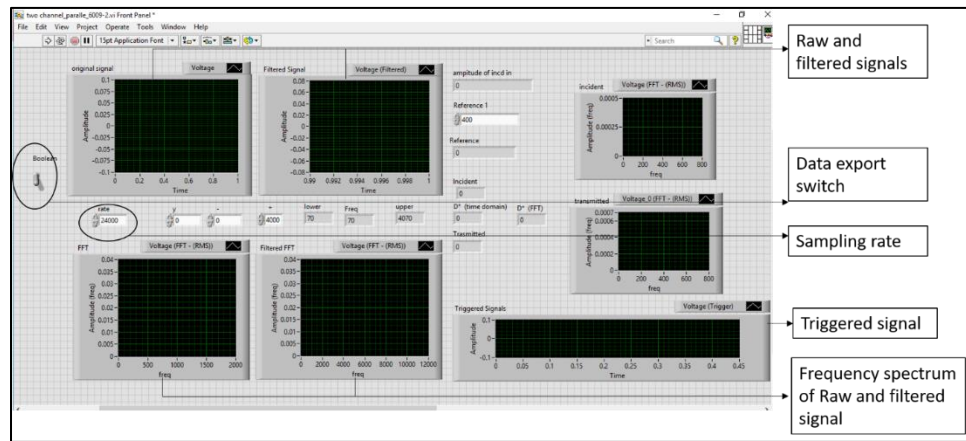 two channel_paralle_6009-2.vi Front Panel *
File Edit View Project Operate Tools Window Help
15pt Application Font
Search
original signal
Voltage
Amplitude
0.1
0.075
0.05
0.025
0
-0.025
-0.05
-0.075
-0.1
0 0.2 0.4 0.6 0.8 1
Time
Filtered Signal
Voltage (Filtered)
Amplitude
0.08
0.06
0.04
0.02
0
-0.02
-0.04
-0.06
-0.08
0.99 0.992 0.994 0.996 0.998 1
Time
amplitude of incd in
0
Reference 1
400
Reference
0
Incident
0
D* (time domain)
0
D* (FFT)
0
Trasmitted
0
incident
Voltage (FFT - (RMS))
Amplitude (freq)
0.0005
0.00025
0
0 200 400 600 800
freq
transmitted
Voltage_0 (FFT - (RMS))
Amplitude (freq)
0.0007
0.0006
0.0004
0.0002
0
0 200 400 600 800
freq
Boolean
rate
24000
y
0
-
0
+
4000
lower
70
Freq
70
upper
4070
FFT
Voltage (FFT - (RMS))
Amplitude (freq)
0.04
0.035
0.03
0.025
0.02
0.015
0.01
0.005
0
0 500 1000 1500 2000
freq
Filtered FFT
Voltage (FFT - (RMS))
Amplitude (freq)
0.04
0.035
0.03
0.025
0.02
0.015
0.01
0.005
0
0 2000 4000 6000 8000 10000 12000
freq
Triggered Signals
Voltage (Trigger)
Amplitude
0.1
0
-0.1
0 0.05 0.1 0.15 0.2 0.25 0.3 0.35 0.4 0.45
Time
Raw and
filtered signals
Data export
switch
Sampling rate
Triggered signal
Frequency spectrum
of Raw and filtered
signal